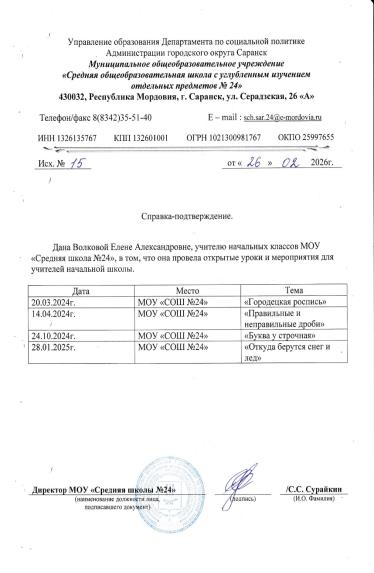 Управление образования Департамента по социальной политике
Администрации городского округа Саранск
Муниципальное общеобразовательное учреждение
«Средняя общеобразовательная школа с углубленным изучением
отдельных предметов № 24»
430032, Республика Мордовия, г. Саранск, ул. Серадзская, 26 «А»
Телефон/факс 8(8342)35-51-40 E – mail : sch.sar.24@e-mordovia.ru
ИНН 1326135767 КПП 132601001 ОГРН 1021300981767 ОКПО 25997655
Исх. № 15 от « 26 » 02 2026г.
Справка-подтверждение.
Дана Волковой Елене Александровне, учителю начальных классов МОУ
«Средняя школа №24», в том, что она провела открытые уроки и мероприятия для
учителей начальной школы.
Дата Место Тема
20.03.2024г. МОУ «СОШ №24» «Городецкая роспись»
14.04.2024г. МОУ «СОШ №24» «Правильные и
неправильные дроби»
24.10.2024г. МОУ «СОШ №24» «Буква у строчная»
28.01.2025г. МОУ «СОШ №24» «Откуда берутся снег и
лед»
Директор МОУ «Средняя школы №24» /С.С. Сурайкин
(наименование должности лица, (подпись) (И.О. Фамилия)
подписавшего документ)